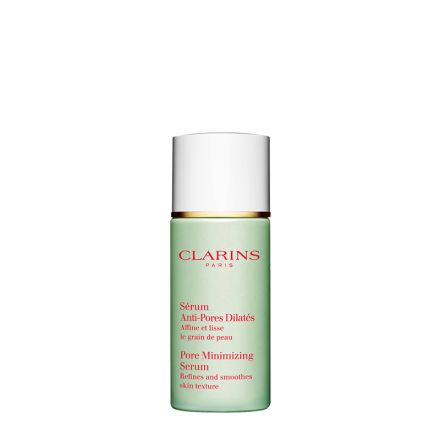 CLARINS
PARIS
Sérum
Anti-Pores Dilatés
Affine et lisse
le grain de peau
Pore Minimizing
Serum
Refines and smoothes
skin texture